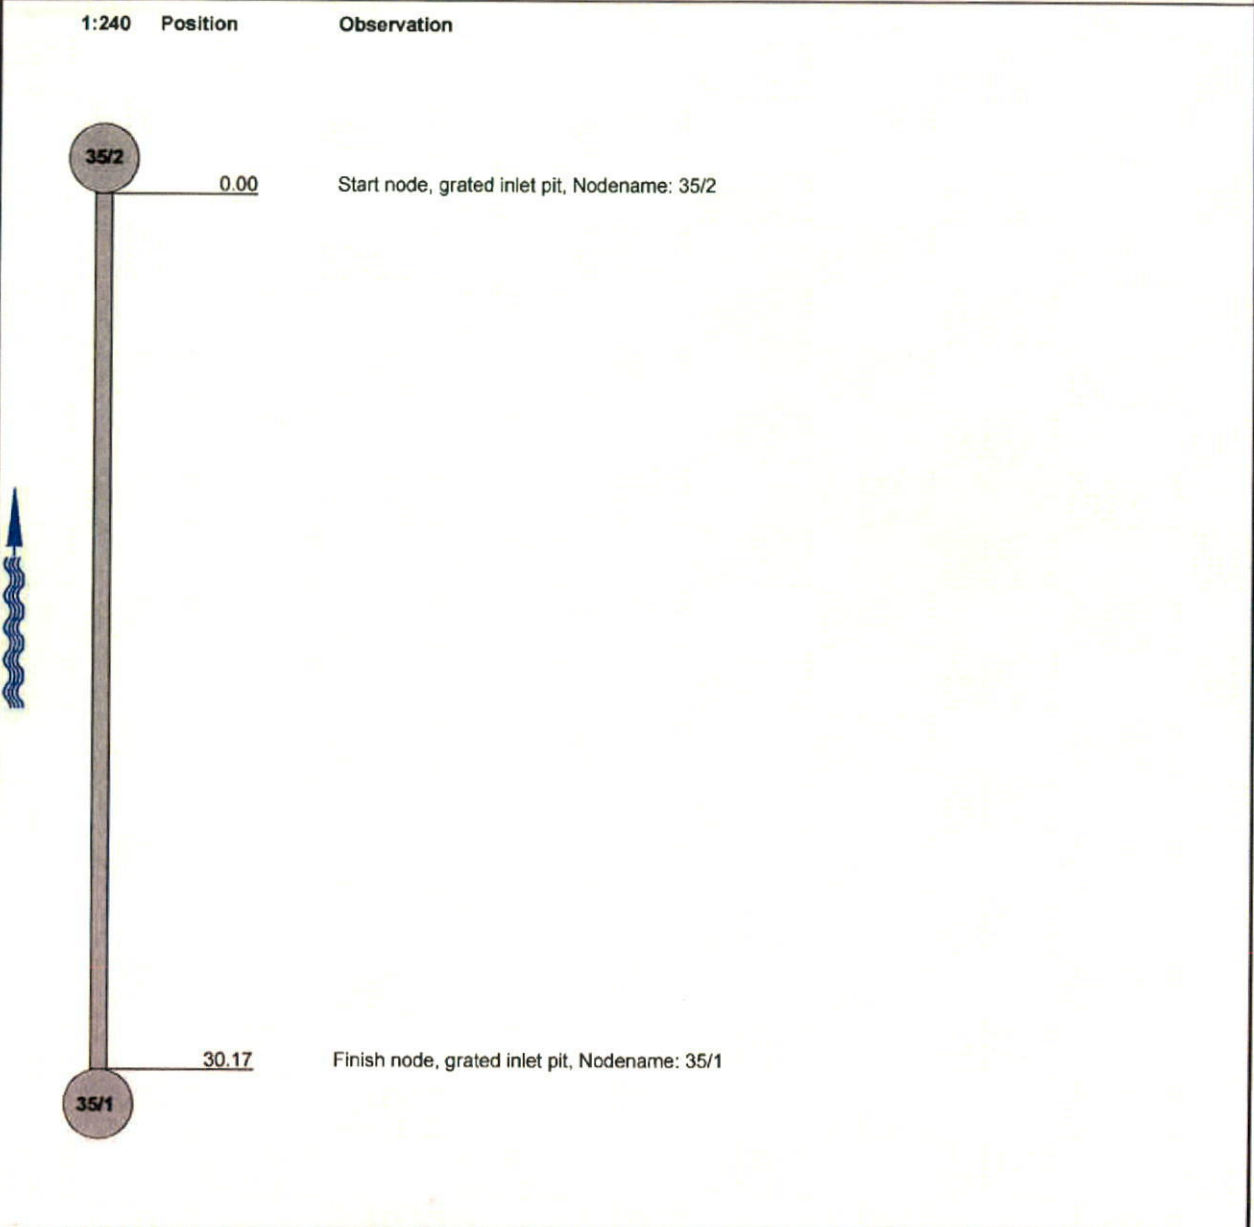 1:240 Position Observation
35/2
0.00 Start node, grated inlet pit, Nodename: 35/2
30.17 Finish node, grated inlet pit, Nodename: 35/1
35/1